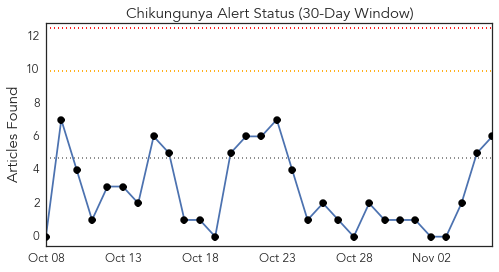 Chikungunya Alert Status (30-Day Window)
Articles Found
12
10
8
6
4
2
0
Oct 08 Oct 13 Oct 18 Oct 23 Oct 28 Nov 02